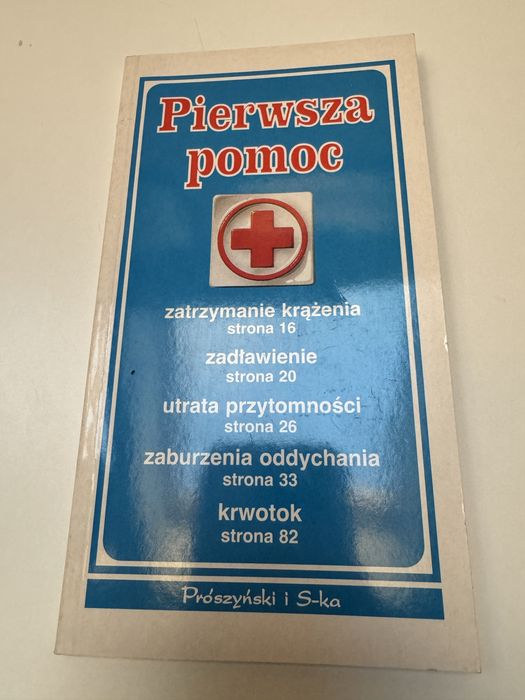 Pierwsza
pomoc
zatrzymanie krążenia
strona 16
zadławienie
strona 20
utrata przytomności
strona 26
zaburzenia oddychania
strona 33
krwotok
strona 82
Prószyński i S-ka